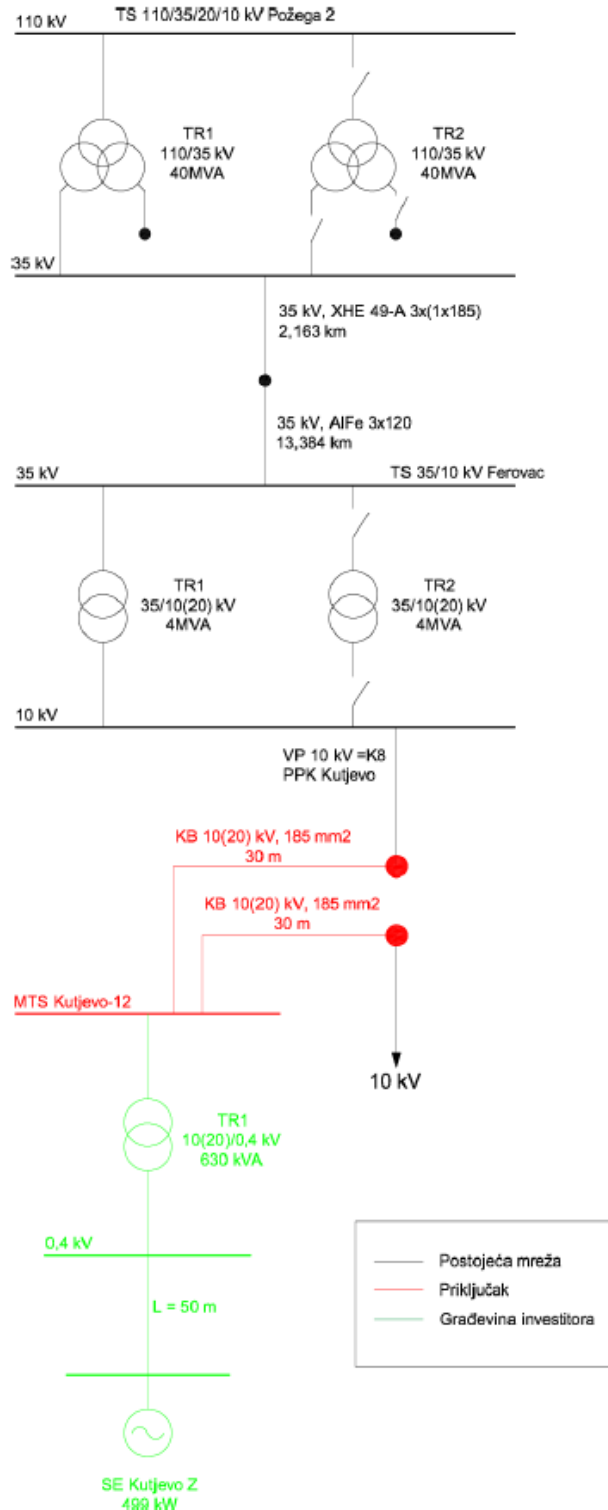 110 kV
TS 110/35/20/10 kV Požega 2
TR1
110/35 kV
40MVA
TR2
110/35 kV
40MVA
35 kV
35 kV, XHE 49-A 3x(1x185)
2,163 km
35 kV, AlFe 3x120
13,384 km
35 kV
TS 35/10 kV Ferovac
TR1
35/10(20) kV
4MVA
TR2
35/10(20) kV
4MVA
10 kV
VP 10 kV =K8
PPK Kutjevo
KB 10(20) kV, 185 mm2
30 m
KB 10(20) kV, 185 mm2
30 m
MTS Kutjevo-12
10 kV
TR1
10(20)/0,4 kV
630 kVA
0,4 kV
Postojeća mreža
Priključak
Građevina investitora
L = 50 m
SE Kutjevo Z
499 kW